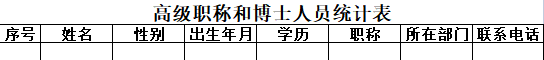 高级职称和博士人员统计表
序号 姓名 性别 出生年月 学历 职称 所在部门 联系电话